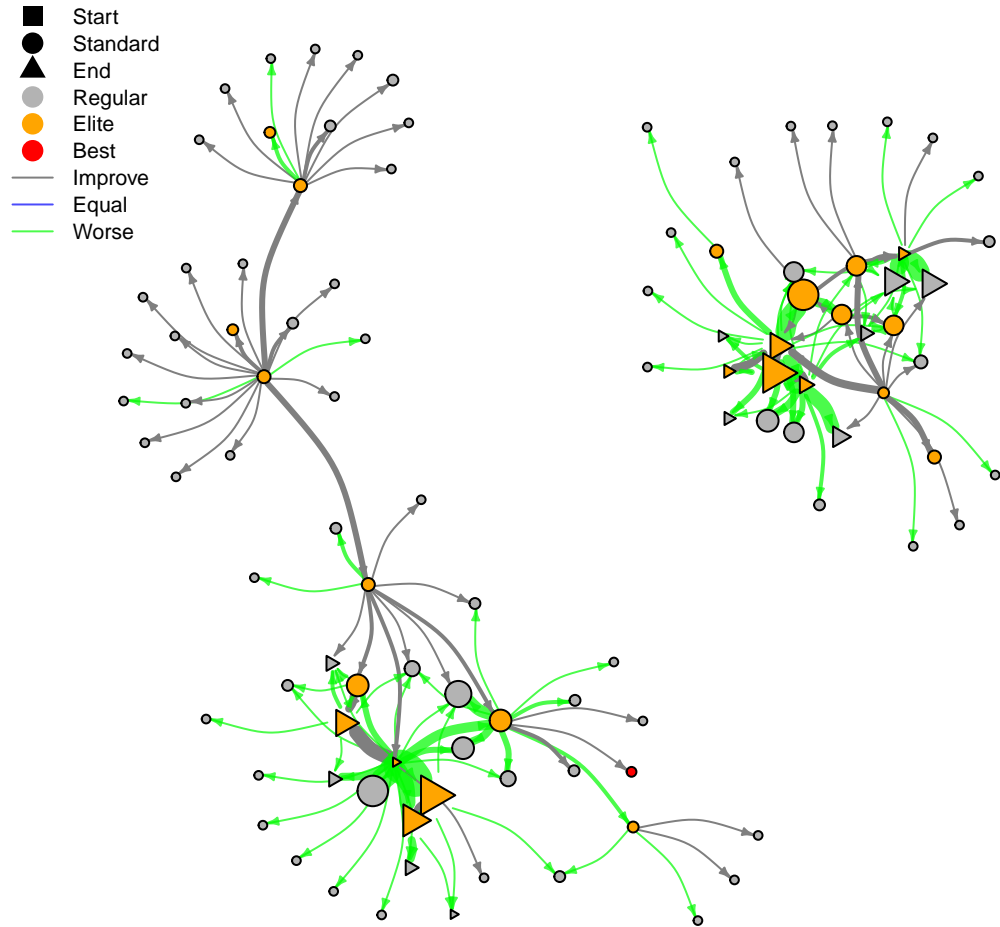 Start
Standard
End
Regular
Elite
Best
Improve
Equal
Worse